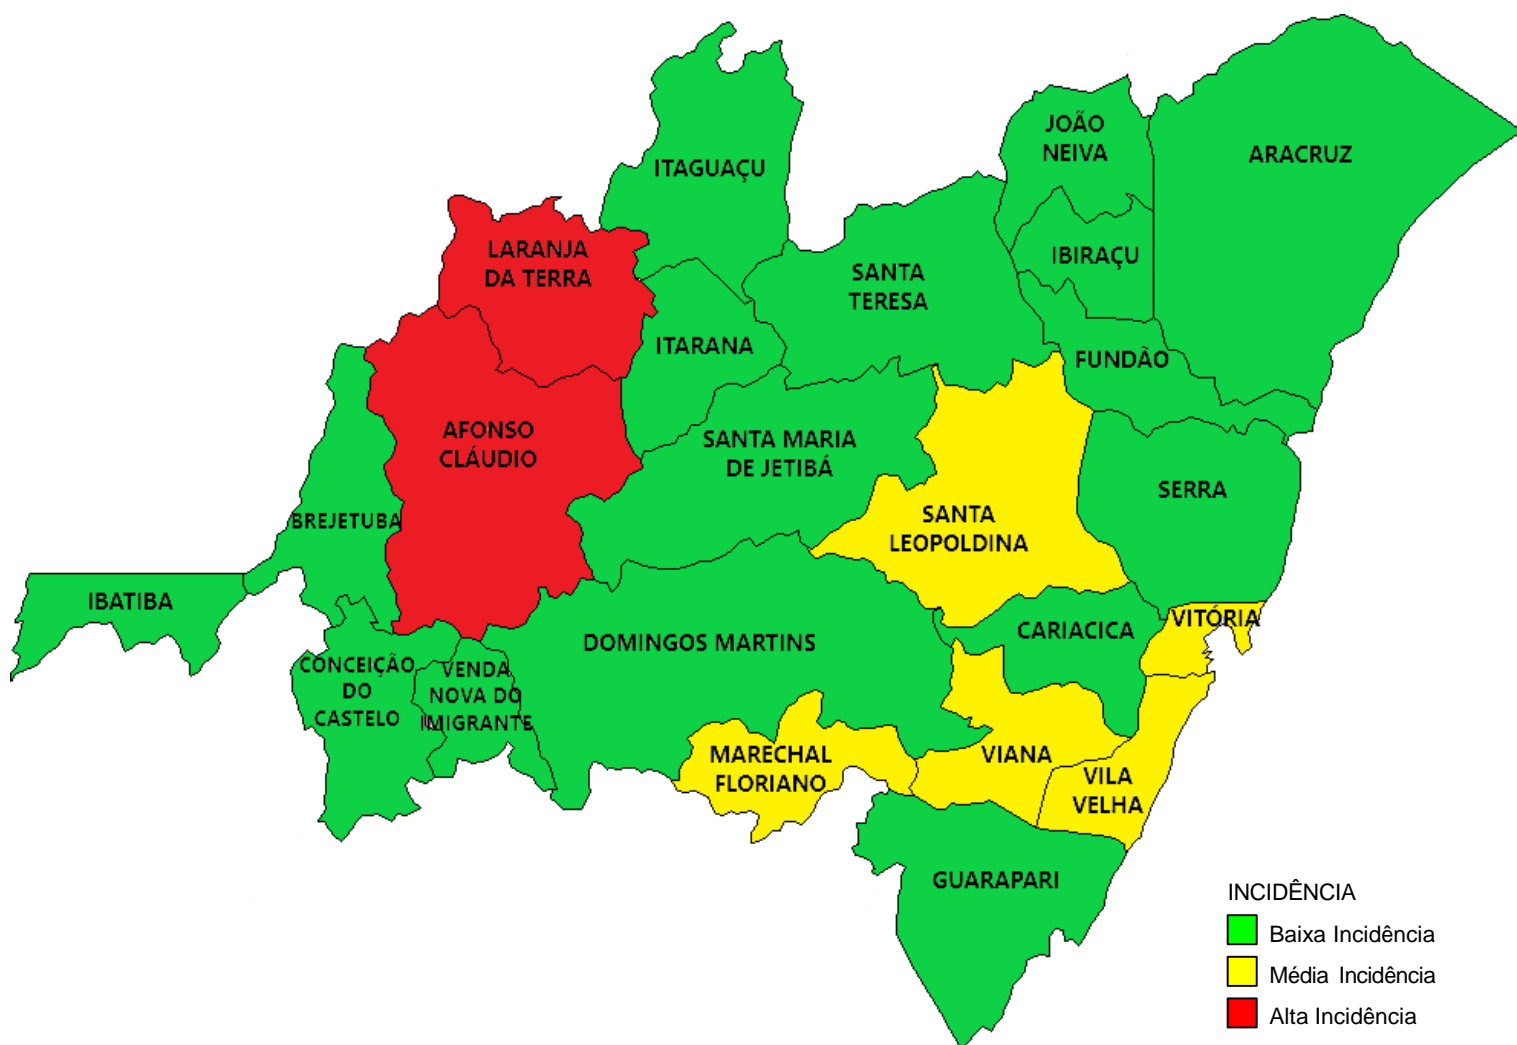 JOÃO
NEIVA
ARACRUZ
ITAGUAÇU
LARANJA
DA TERRA
IBIRAÇU
SANTA
TERESA
ITARANA
FUNDÃO
AFONSO
CLÁUDIO
SANTA MARIA
DE JETIBÁ
SERRA
BREJETUBA
SANTA
LEOPOLDINA
IBATIBA
VITÓRIA
CARIACICA
DOMINGOS MARTINS
CONCEIÇÃO
DO
CASTELO
VENDA
NOVA DO
IMIGRANTE
MARECHAL
FLORIANO
VIANA
VILA
VELHA
GUARAPARI
INCIDÊNCIA
Baixa Incidência
Média Incidência
Alta Incidência